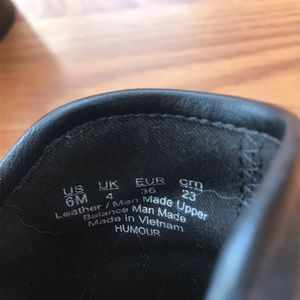 US UK EUR cm
6M 4 36 23
Leather / Man Made Upper
Balance Man Made
Made in Vietnam
HUMOUR